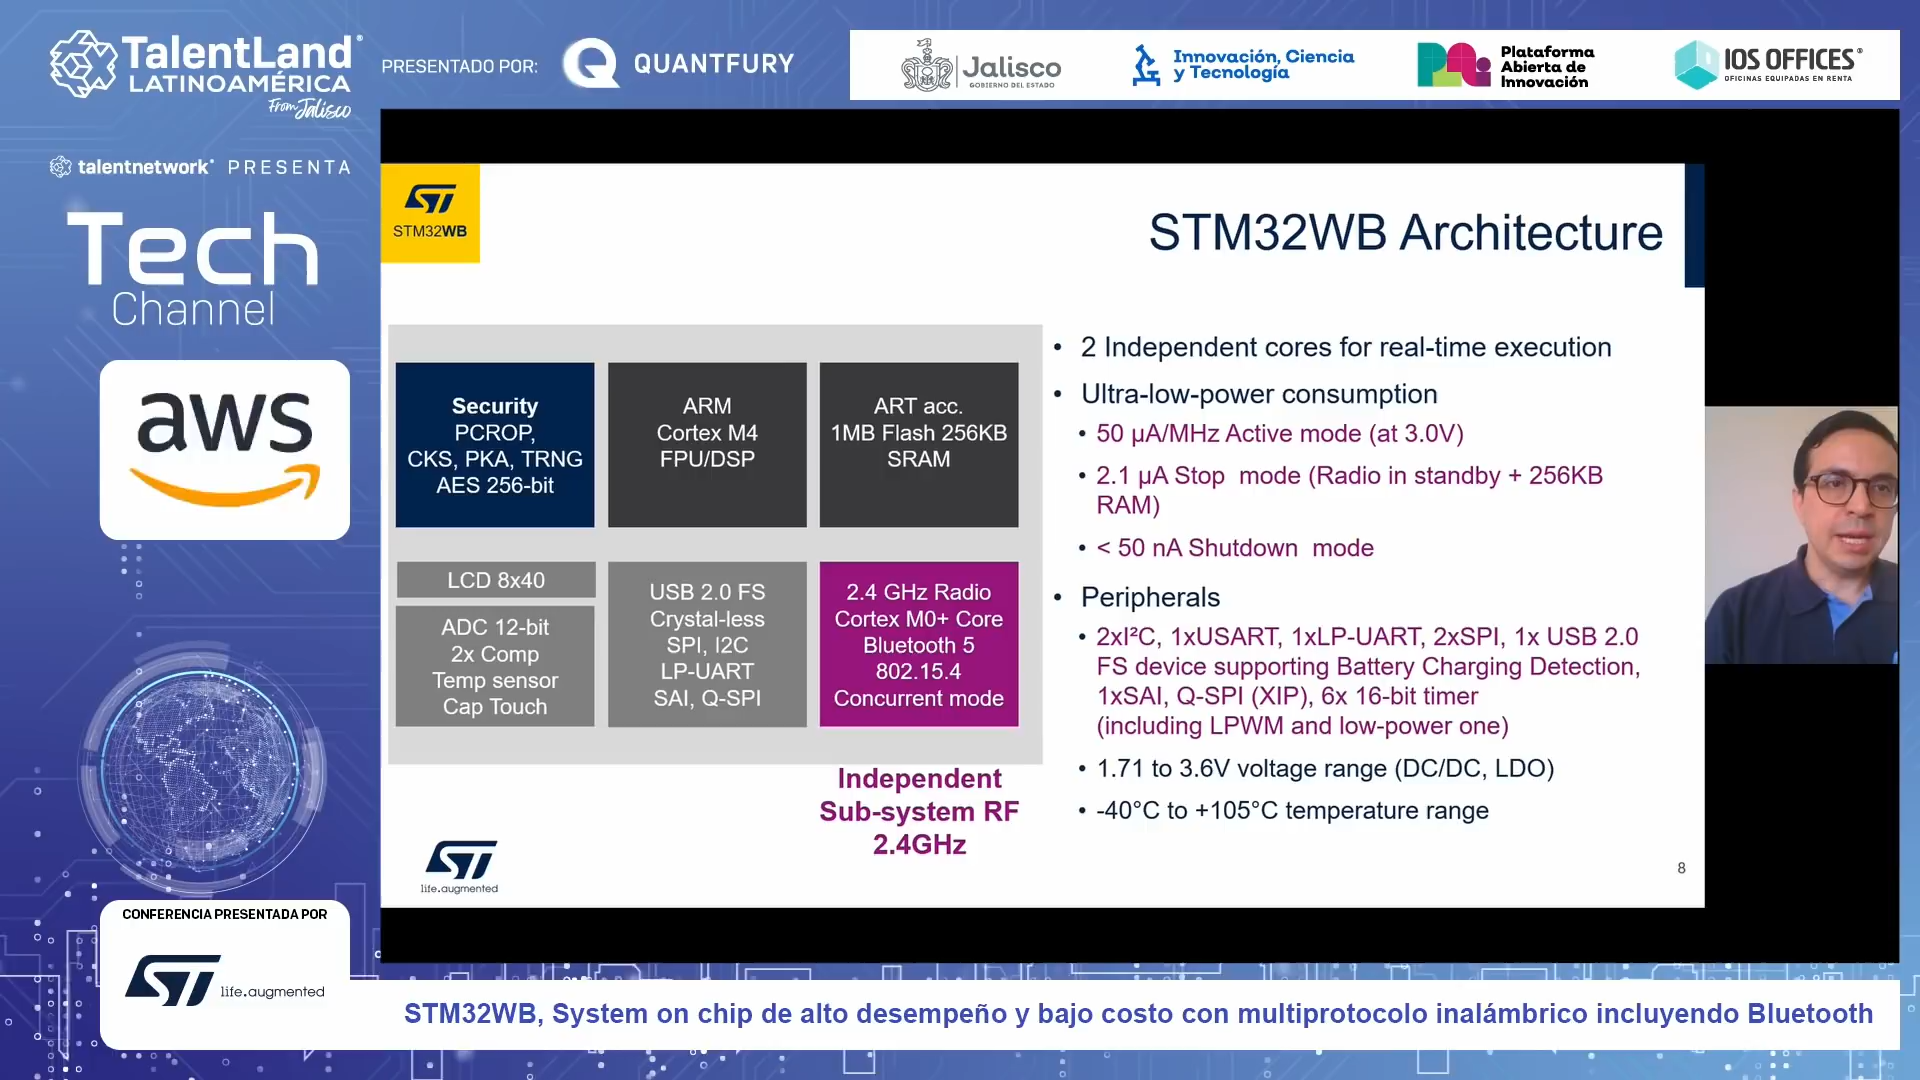 TalentLand®
LATINOAMÉRICA
From Jalisco
PRESENTADO POR:
QUANTFURY
Jalisco
GOBIERNO DEL ESTADO
Innovación, Ciencia
y Tecnología
Plataforma
Abierta de
Innovación
IOS OFFICES®
OFICINAS EQUIPADAS EN RENTA
talentnetwork® PRESENTA
Tech
Channel
aws
CONFERENCIA PRESENTADA POR
ST
life.augmented
ST
STM32WB
STM32WB Architecture
Security
PCROP,
CKS, PKA, TRNG
AES 256-bit
ARM
Cortex M4
FPU/DSP
ART acc.
1MB Flash 256KB
SRAM
LCD 8x40
ADC 12-bit
2x Comp
Temp sensor
Cap Touch
USB 2.0 FS
Crystal-less
SPI, I2C
LP-UART
SAI, Q-SPI
2.4 GHz Radio
Cortex M0+ Core
Bluetooth 5
802.15.4
Concurrent mode
Independent
Sub-system RF
2.4GHz
• 2 Independent cores for real-time execution
• Ultra-low-power consumption
• 50 µA/MHz Active mode (at 3.0V)
• 2.1 µA Stop mode (Radio in standby + 256KB
RAM)
• < 50 nA Shutdown mode
• Peripherals
• 2xI²C, 1xUSART, 1xLP-UART, 2xSPI, 1x USB 2.0
FS device supporting Battery Charging Detection,
1xSAI, Q-SPI (XIP), 6x 16-bit timer
(including LPWM and low-power one)
• 1.71 to 3.6V voltage range (DC/DC, LDO)
• -40°C to +105°C temperature range
ST
life.augmented
8
STM32WB, System on chip de alto desempeño y bajo costo con multiprotocolo inalámbrico incluyendo Bluetooth